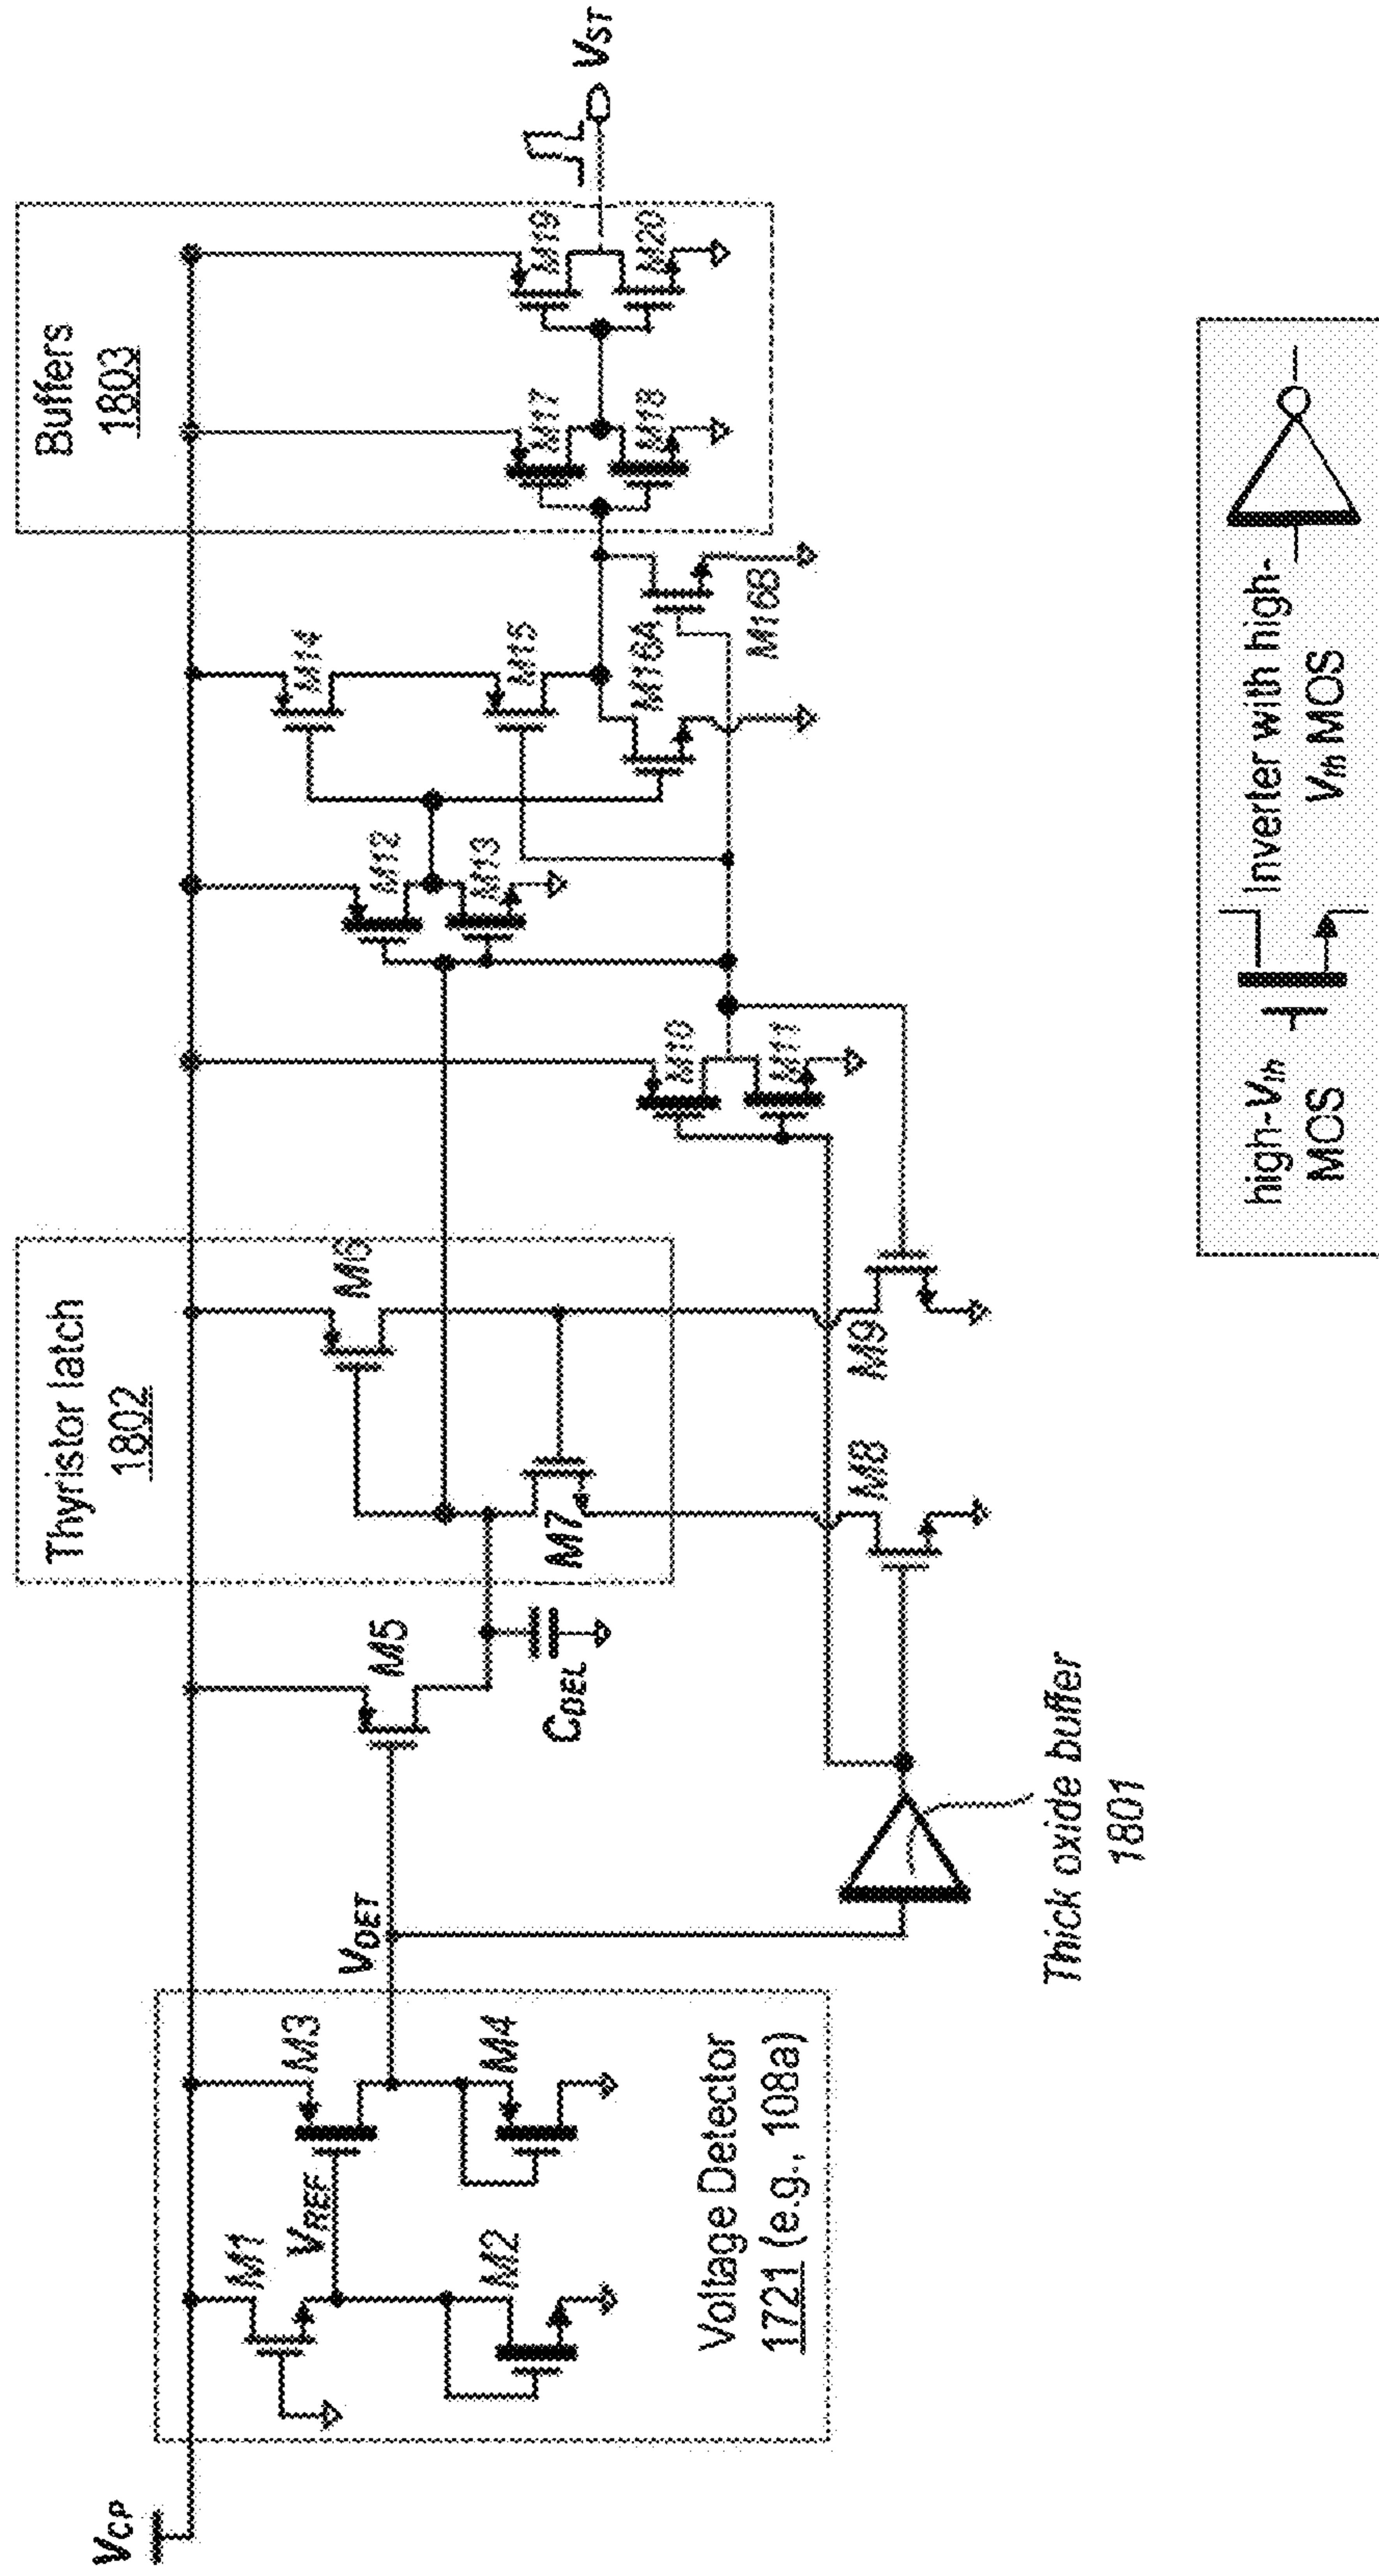 VCP
M1
VREF
M2
M3
M4
Voltage Detector
1721 (e.g., 108a)
VDET
Thick oxide buffer
1801
M5
CDEL
Thyristor latch
1802
M6
M7
M8
M9
M10
M11
M12
M13
M14
M15
M16A
M16B
Buffers
1803
M17
M18
M19
M20
VST
high-Vth
MOS
Inverter with high-
Vth MOS